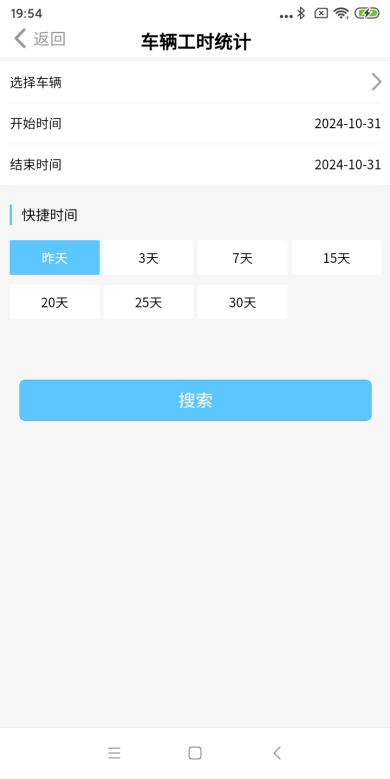 19:54
返回
车辆工时统计
选择车辆
开始时间 2024-10-31
结束时间 2024-10-31
快捷时间
昨天 3天 7天 15天
20天 25天 30天
搜索